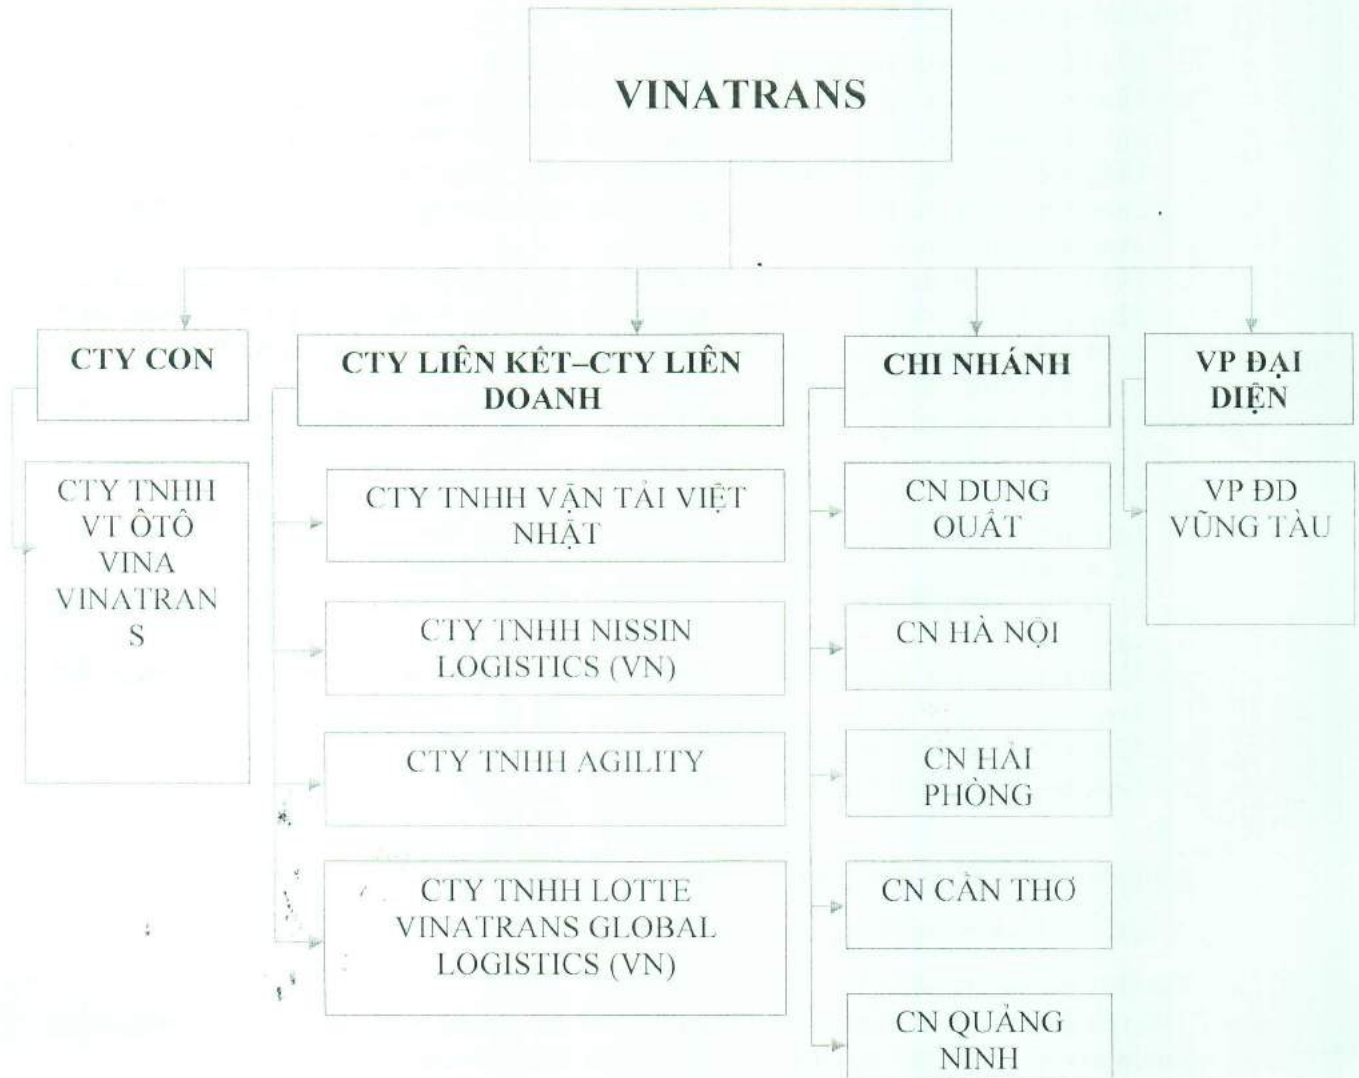 VINATRANS
CTY CON
CTY LIÊN KẾT–CTY LIÊN
DOANH
CHI NHÁNH
VP ĐẠI
DIỆN
CTY TNHH
VT ÔTÔ
VINA
VINATRAN
S
CTY TNHH VẬN TẢI VIỆT
NHẬT
CTY TNHH NISSIN
LOGISTICS (VN)
CTY TNHH AGILITY
CTY TNHH LOTTE
VINATRANS GLOBAL
LOGISTICS (VN)
CN DUNG
QUẤT
CN HÀ NỘI
CN HẢI
PHÒNG
CN CẦN THƠ
CN QUẢNG
NINH
VP ĐD
VŨNG TÀU